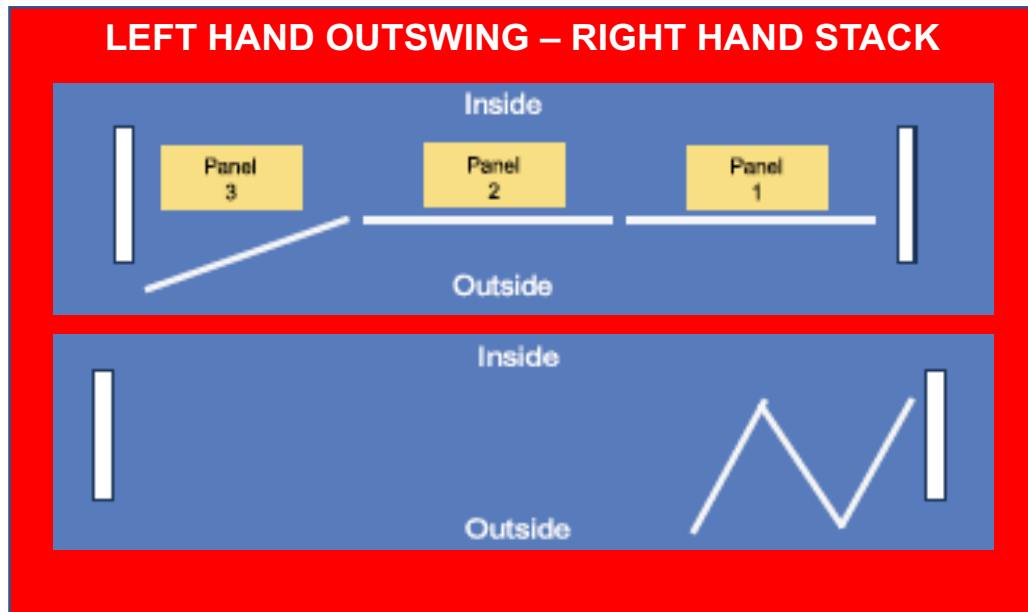 LEFT HAND OUTSWING – RIGHT HAND STACK
Inside
Panel
3
Panel
2
Panel
1
Outside
Inside
Outside